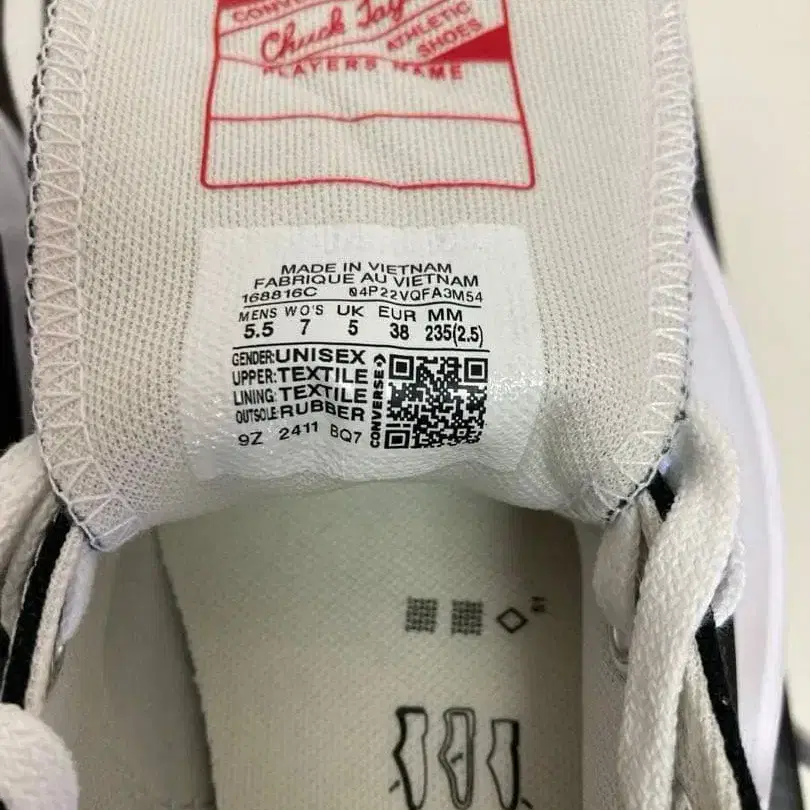 CONVERSE
Chuck Tay
ATHLETIC
SHOES
PLAYERS NAME
MADE IN VIETNAM
FABRIQUE AU VIETNAM
168816C 04P22VQFA3M54
MENS WO'S UK EUR MM
5.5 7 5 38 235(2.5)
GENDER:UNISEX
UPPER:TEXTILE
LINING:TEXTILE
OUTSOLE:RUBBER
9Z 2411 BQ7
CONVERSE